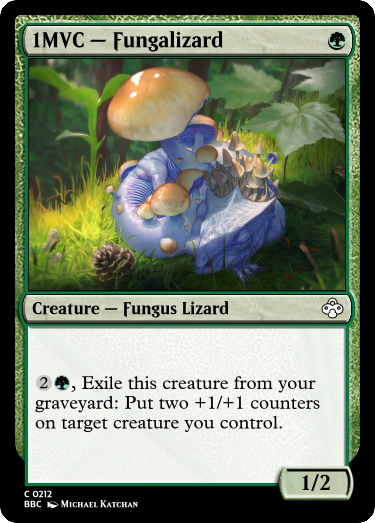 1MVC — Fungalizard
Creature — Fungus Lizard
2, Exile this creature from your
graveyard: Put two +1/+1 counters
on target creature you control.
1/2
C 0212
BBC Michael Katchan